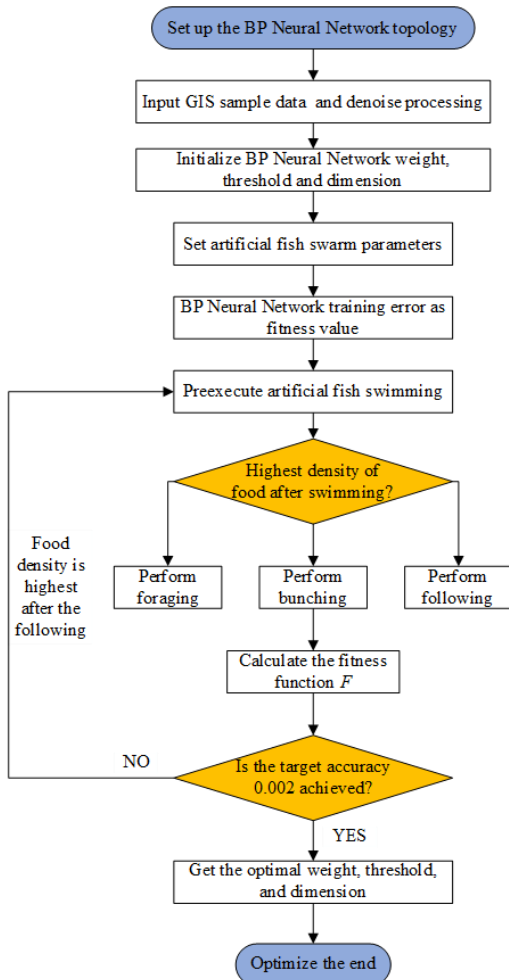 Set up the BP Neural Network topology
Input GIS sample data and denoise processing
Initialize BP Neural Network weight,
threshold and dimension
Set artificial fish swarm parameters
BP Neural Network training error as
fitness value
Preexecute artificial fish swimming
Highest density of
food after swimming?
Food
density is
highest
after the
following
Perform
foraging
Perform
bunching
Perform
following
Calculate the fitness
function F
NO
Is the target accuracy
0.002 achieved?
YES
Get the optimal weight, threshold,
and dimension
Optimize the end